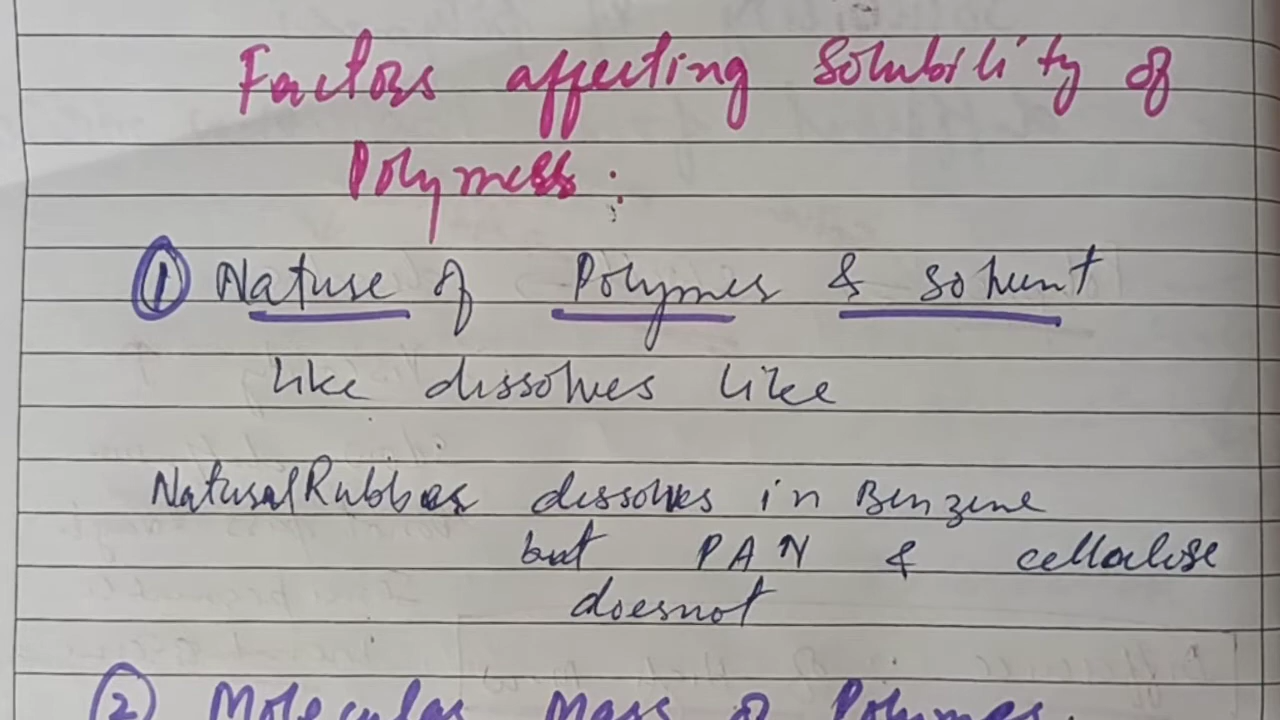 Factors affecting Solubility of
Polymers :
① Nature of Polymer & solvent
Like dissolves like
Natural Rubber dissolves in Benzene
but PAN & cellulose
doesnot
② Molecular Mass of Polymer.